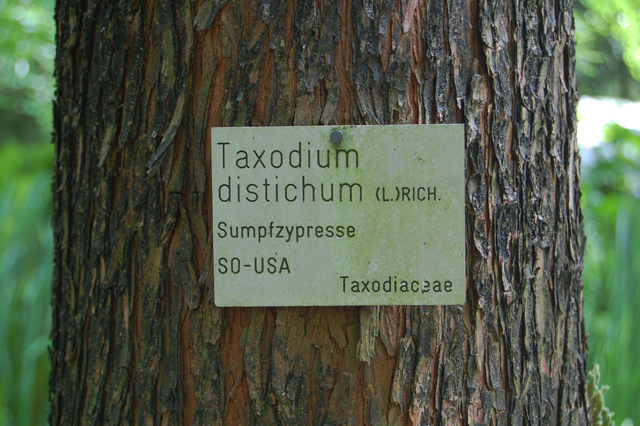 Taxodium
distichum (L.)RICH.
Sumpfzypresse
SO-USA
Taxodiaceae